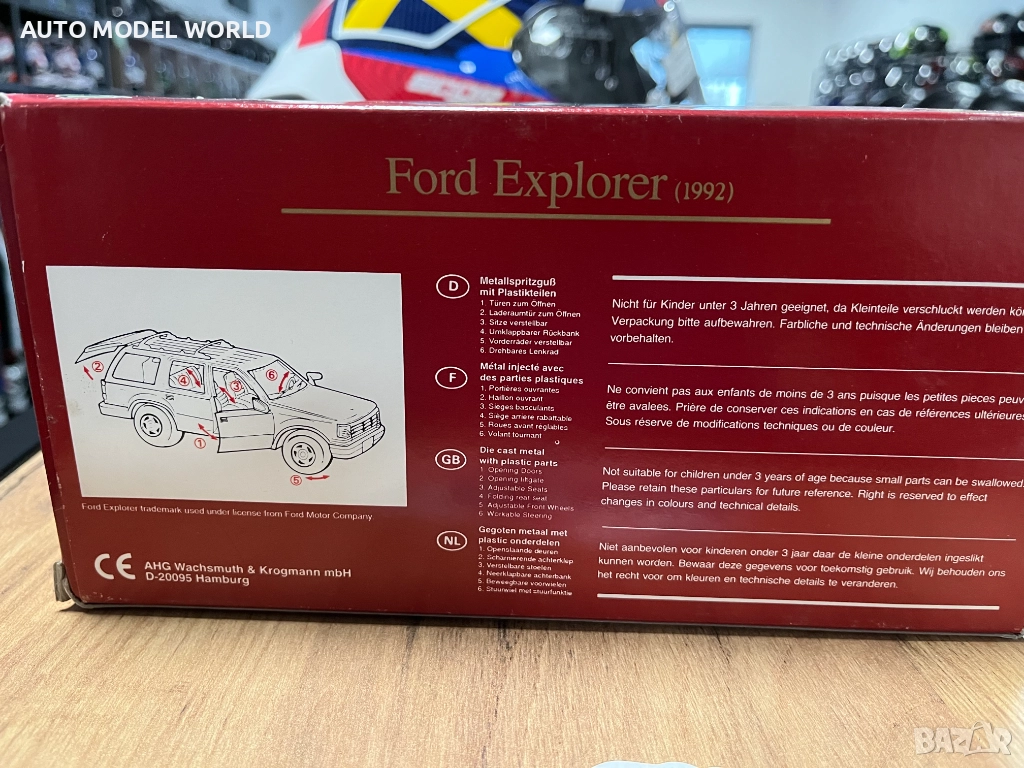 AUTO MODEL WORLD
Ford Explorer (1992)
D
Metallspritzguß
mit Plastikteilen
1. Türen zum Öffnen
2. Laderaumtür zum Öffnen
3. Sitze verstellbar
4. Umklappbarer Rückbank
5. Vorderräder verstellbar
6. Drehbares Lenkrad
Nicht für Kinder unter 3 Jahren geeignet, da Kleinteile verschluckt werden
Verpackung bitte aufbewahren. Farbliche und technische Änderungen bleiben
vorbehalten.
F
Métal injecté avec
des parties plastiques
1. Portières ouvrantes
2. Haillon ouvrant
3. Sièges basculants
4. Siège arrière rabattable
5. Roues avant réglables
6. Volant tournant
Ne convient pas aux enfants de moins de 3 ans puisque les petites pieces
être avalees. Prière de conserver ces indications en cas de références ultérieures
Sous réserve de modifications techniques ou de couleur.
GB
Die cast metal
with plastic parts
1. Opening Doors
2. Opening liftgate
3. Adjustable Seats
4. Folding rear seat
5. Adjustable Front Wheels
6. Workable Steering
Not suitable for children under 3 years of age because small parts can be swallowed.
Please retain these particulars for future reference. Right is reserved to effect
changes in colours and technical details.
NL
Gegoten metaal met
plastic onderdelen
1. Openslaande deuren
2. Scharnierende achterklep
3. Verstelbare stoelen
4. Neerklapbare achterbank
5. Beweegbare voorwielen
6. Stuurwiel met stuurfunktie
Niet aanbevolen voor kinderen onder 3 jaar daar de kleine onderdelen ingeslikt
kunnen worden. Bewaar deze gegevens voor toekomstig gebruik. Wij behouden ons
het recht voor om kleuren en technische details te veranderen.
2
4
3
6
1
5
Ford Explorer trademark used under license from Ford Motor Company
CE
AHG Wachsmuth & Krogmann mbH
D-20095 Hamburg
BAZAR